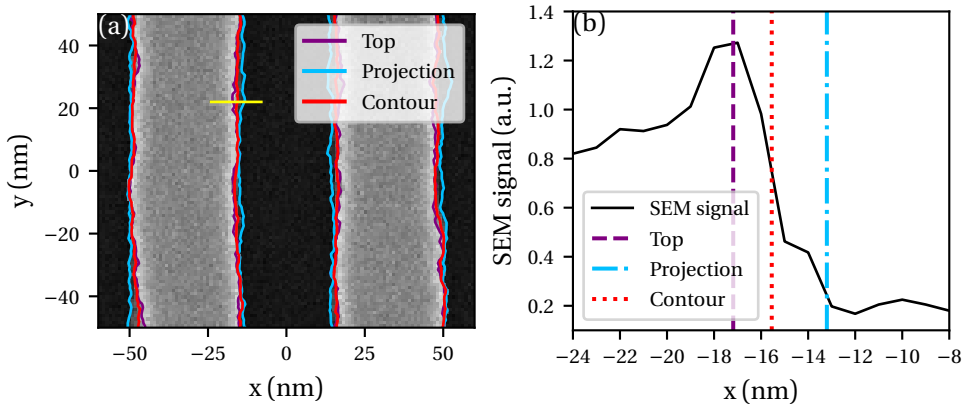 (a)
Top
Projection
Contour
y (nm)
40
20
0
−20
−40
−50
−25
0
25
50
x (nm)
(b)
SEM signal (a.u.)
1.4
1.2
1.0
0.8
0.6
0.4
0.2
SEM signal
Top
Projection
Contour
−24
−22
−20
−18
−16
−14
−12
−10
−8
x (nm)